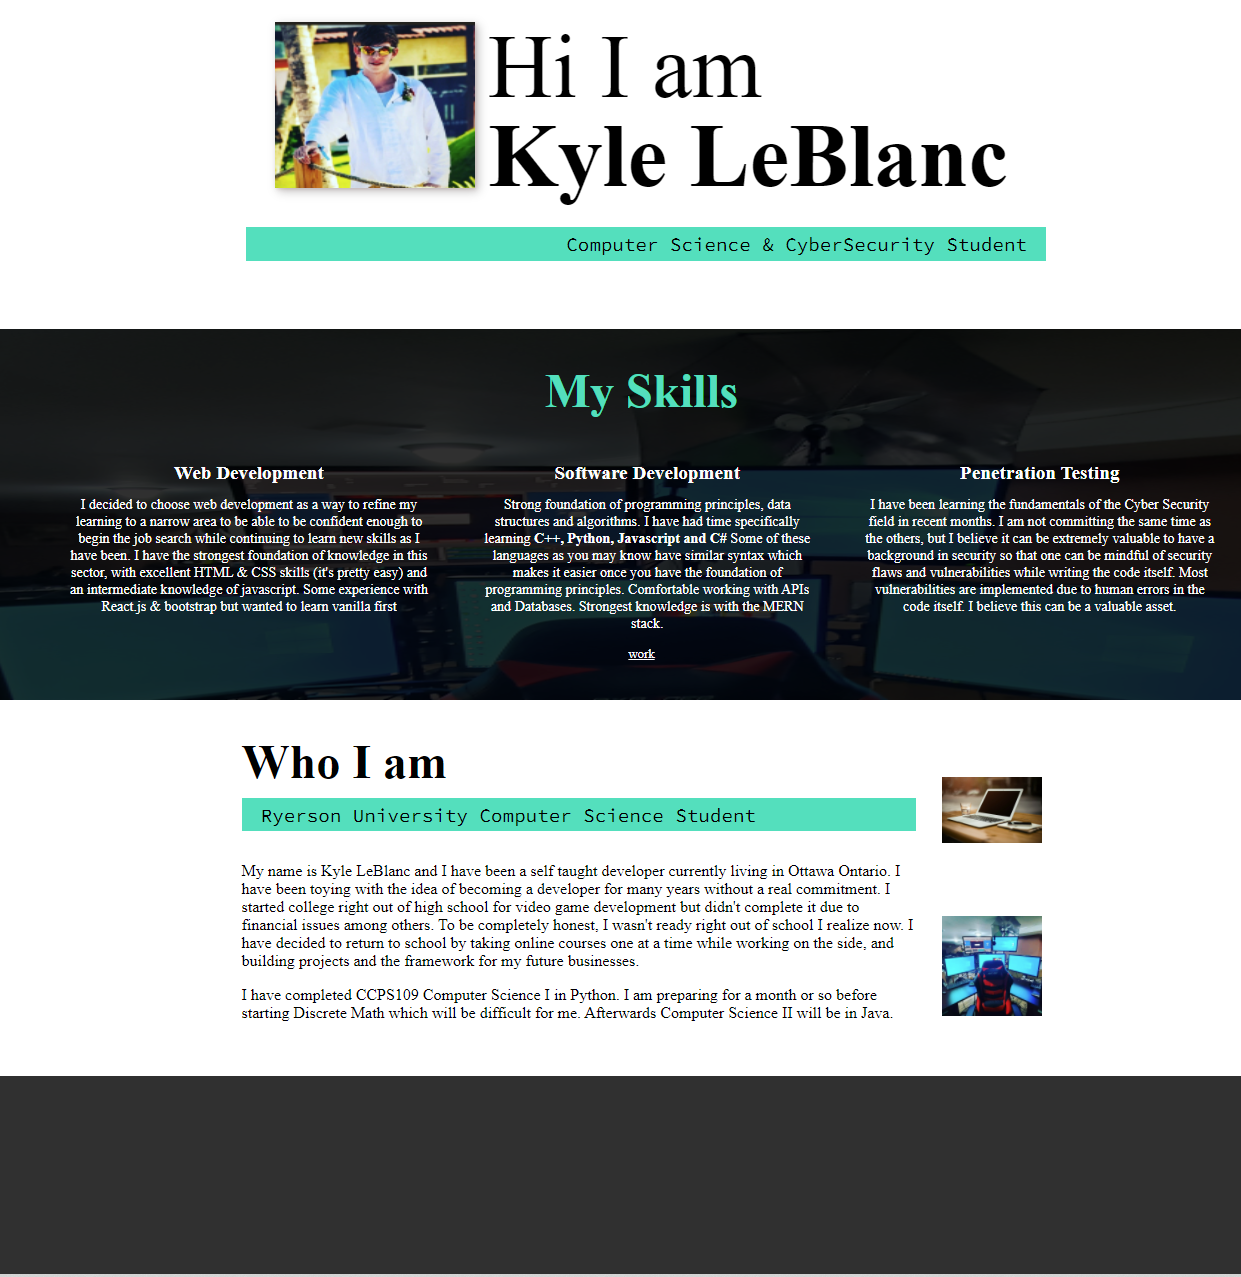 Hi I am
Kyle LeBlanc
Computer Science & CyberSecurity Student
My Skills
Web Development
I decided to choose web development as a way to refine my
learning to a narrow area to be able to be confident enough to
begin the job search while continuing to learn new skills as I
have been. I have the strongest foundation of knowledge in this
sector, with excellent HTML & CSS skills (it's pretty easy) and
an intermediate knowledge of javascript. Some experience with
React.js & bootstrap but wanted to learn vanilla first
Software Development
Strong foundation of programming principles, data
structures and algorithms. I have had time specifically
learning C++, Python, Javascript and C# Some of these
languages as you may know have similar syntax which
makes it easier once you have the foundation of
programming principles. Comfortable working with APIs
and Databases. Strongest knowledge is with the MERN
stack.
work
Penetration Testing
I have been learning the fundamentals of the Cyber Security
field in recent months. I am not committing the same time as
the others, but I believe it can be extremely valuable to have a
background in security so that one can be mindful of security
flaws and vulnerabilities while writing the code itself. Most
vulnerabilities are implemented due to human errors in the
code itself. I believe this can be a valuable asset.
Who I am
Ryerson University Computer Science Student
My name is Kyle LeBlanc and I have been a self taught developer currently living in Ottawa Ontario. I
have been toying with the idea of becoming a developer for many years without a real commitment. I
started college right out of high school for video game development but didn't complete it due to
financial issues among others. To be completely honest, I wasn't ready right out of school I realize now. I
have decided to return to school by taking online courses one at a time while working on the side, and
building projects and the framework for my future businesses.
I have completed CCPS109 Computer Science I in Python. I am preparing for a month or so before
starting Discrete Math which will be difficult for me. Afterwards Computer Science II will be in Java.